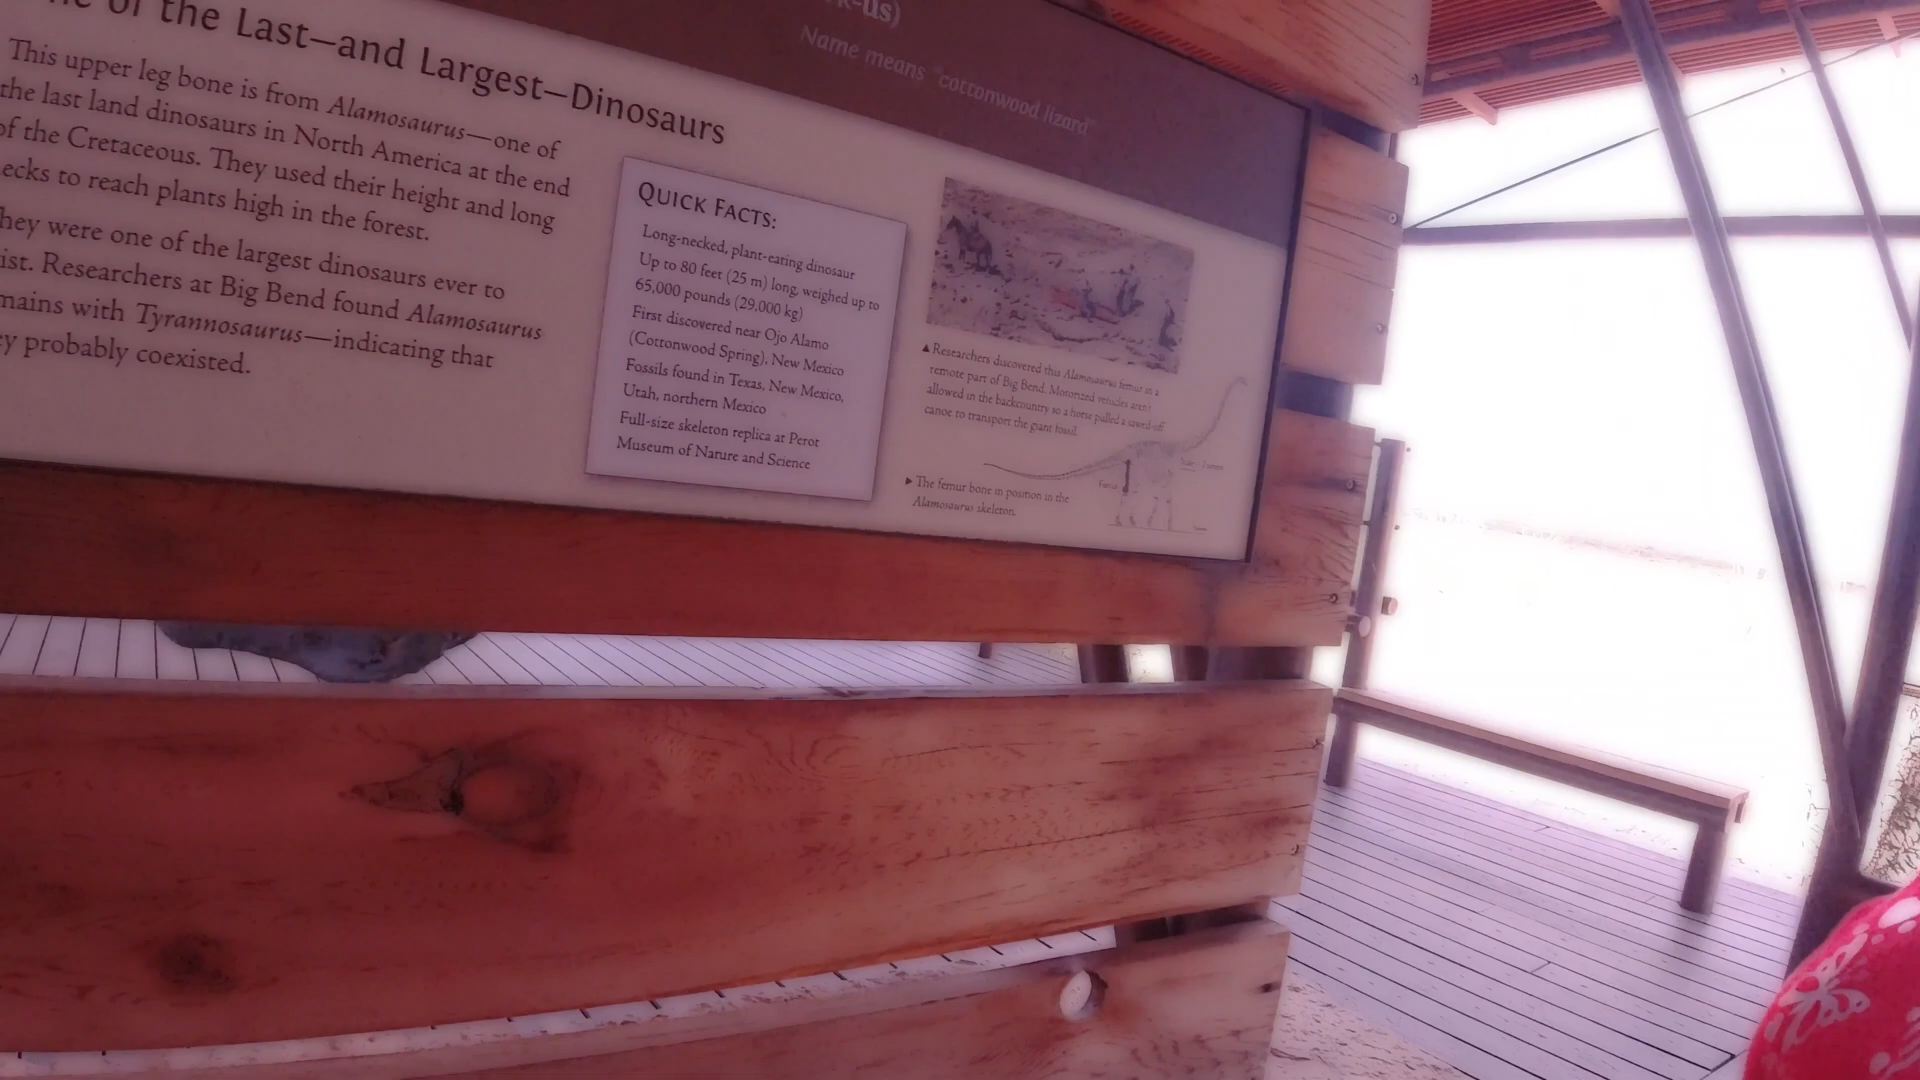 of the Last—and Largest—Dinosaurs
This upper leg bone is from Alamosaurus—one of
the last land dinosaurs in North America at the end
of the Cretaceous. They used their height and long
necks to reach plants high in the forest.
They were one of the largest dinosaurs ever to
Researchers at Big Bend found Alamosaurus
with Tyrannosaurus—indicating that
probably coexisted.
Name means "cottonwood lizard"
QUICK FACTS:
Long-necked, plant-eating dinosaur
Up to 80 feet (25 m) long, weighed up to
65,000 pounds (29,000 kg)
First discovered near Ojo Alamo
(Cottonwood Spring), New Mexico
Fossils found in Texas, New Mexico,
Utah, northern Mexico
Full-size skeleton replica at Perot
Museum of Nature and Science
▲Researchers discovered this Alamosaurus femur in a
remote part of Big Bend. Motorized vehicles aren't
allowed in the backcountry so a horse pulled a sawed-off
canoe to transport the giant fossil.
▶ The femur bone in position in the
Alamosaurus skeleton.
Femur